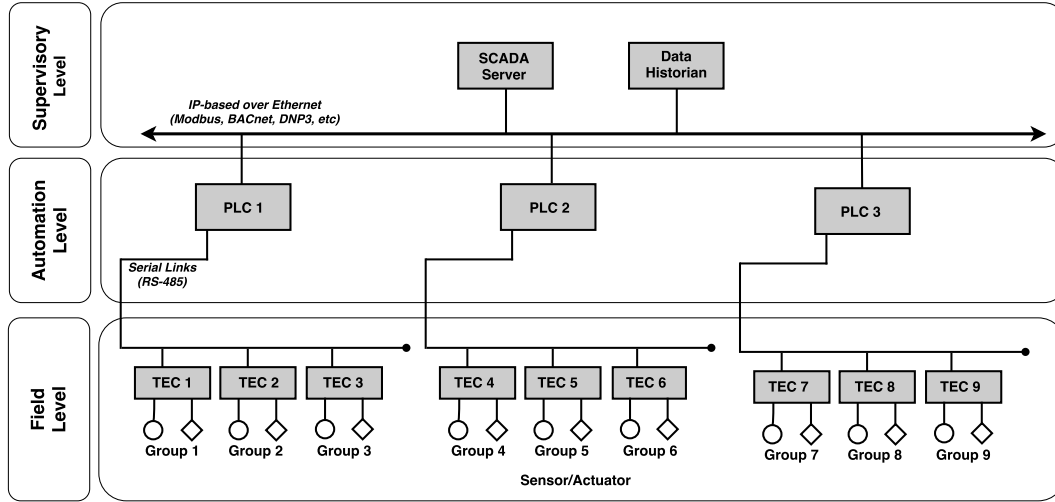 Supervisory
Level
SCADA
Server
Data
Historian
IP-based over Ethernet
(Modbus, BACnet, DNP3, etc)
Automation
Level
PLC 1
PLC 2
PLC 3
Serial Links
(RS-485)
Field
Level
TEC 1
TEC 2
TEC 3
TEC 4
TEC 5
TEC 6
TEC 7
TEC 8
TEC 9
Group 1
Group 2
Group 3
Group 4
Group 5
Group 6
Group 7
Group 8
Group 9
Sensor/Actuator